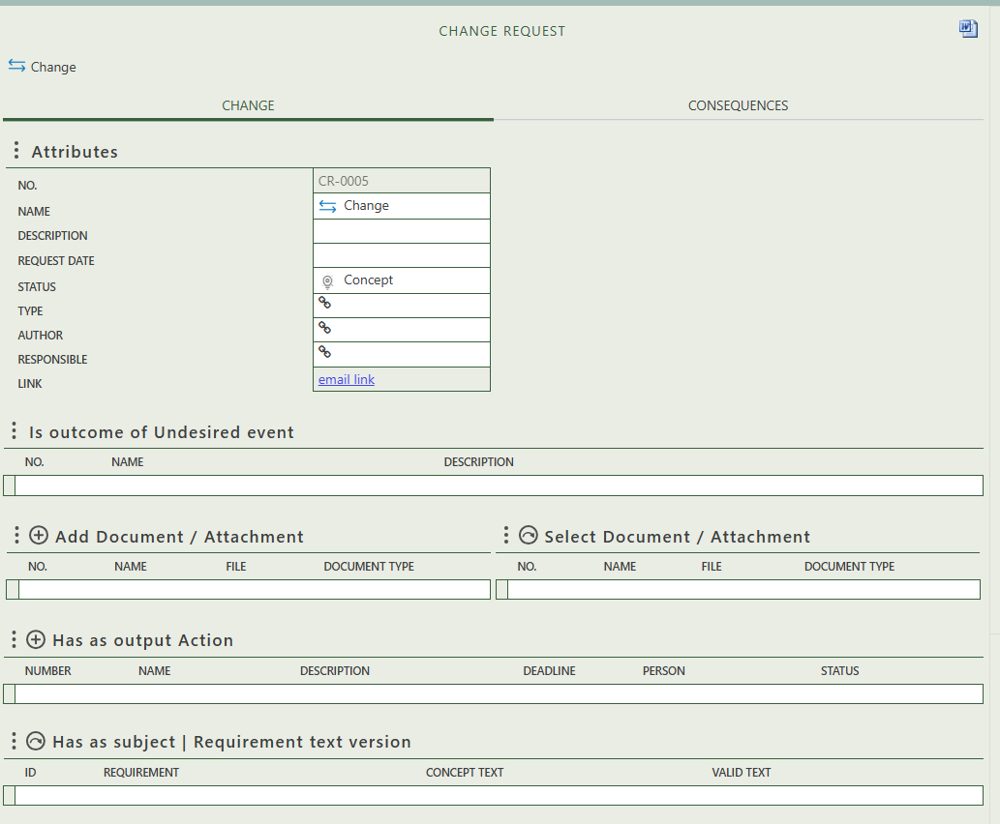 CHANGE REQUEST
Change
CHANGE CONSEQUENCES
Attributes
NO. CR-0005
NAME Change
DESCRIPTION
REQUEST DATE
STATUS Concept
TYPE
AUTHOR
RESPONSIBLE
LINK email link
Is outcome of Undesired event
NO. NAME DESCRIPTION
Add Document / Attachment Select Document / Attachment
NO. NAME FILE DOCUMENT TYPE NO. NAME FILE DOCUMENT TYPE
Has as output Action
NUMBER NAME DESCRIPTION DEADLINE PERSON STATUS
Has as subject | Requirement text version
ID REQUIREMENT CONCEPT TEXT VALID TEXT